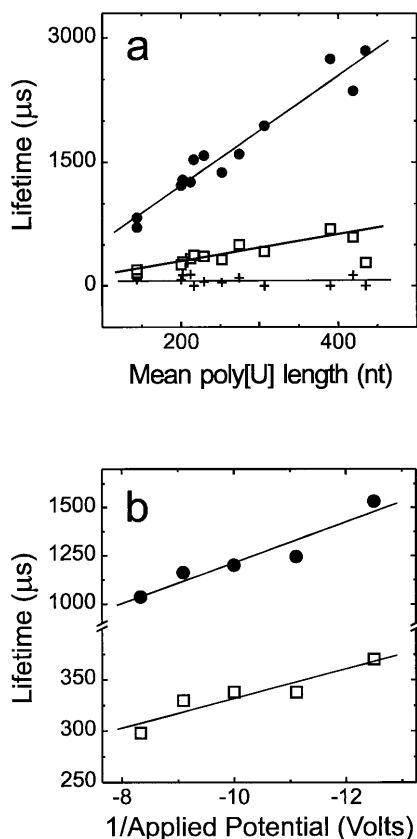 a
3000
1500
0
Lifetime (μs)
200
400
Mean poly[U] length (nt)
b
1500
1250
1000
350
300
250
Lifetime (μs)
-8
-10
-12
1/Applied Potential (Volts)